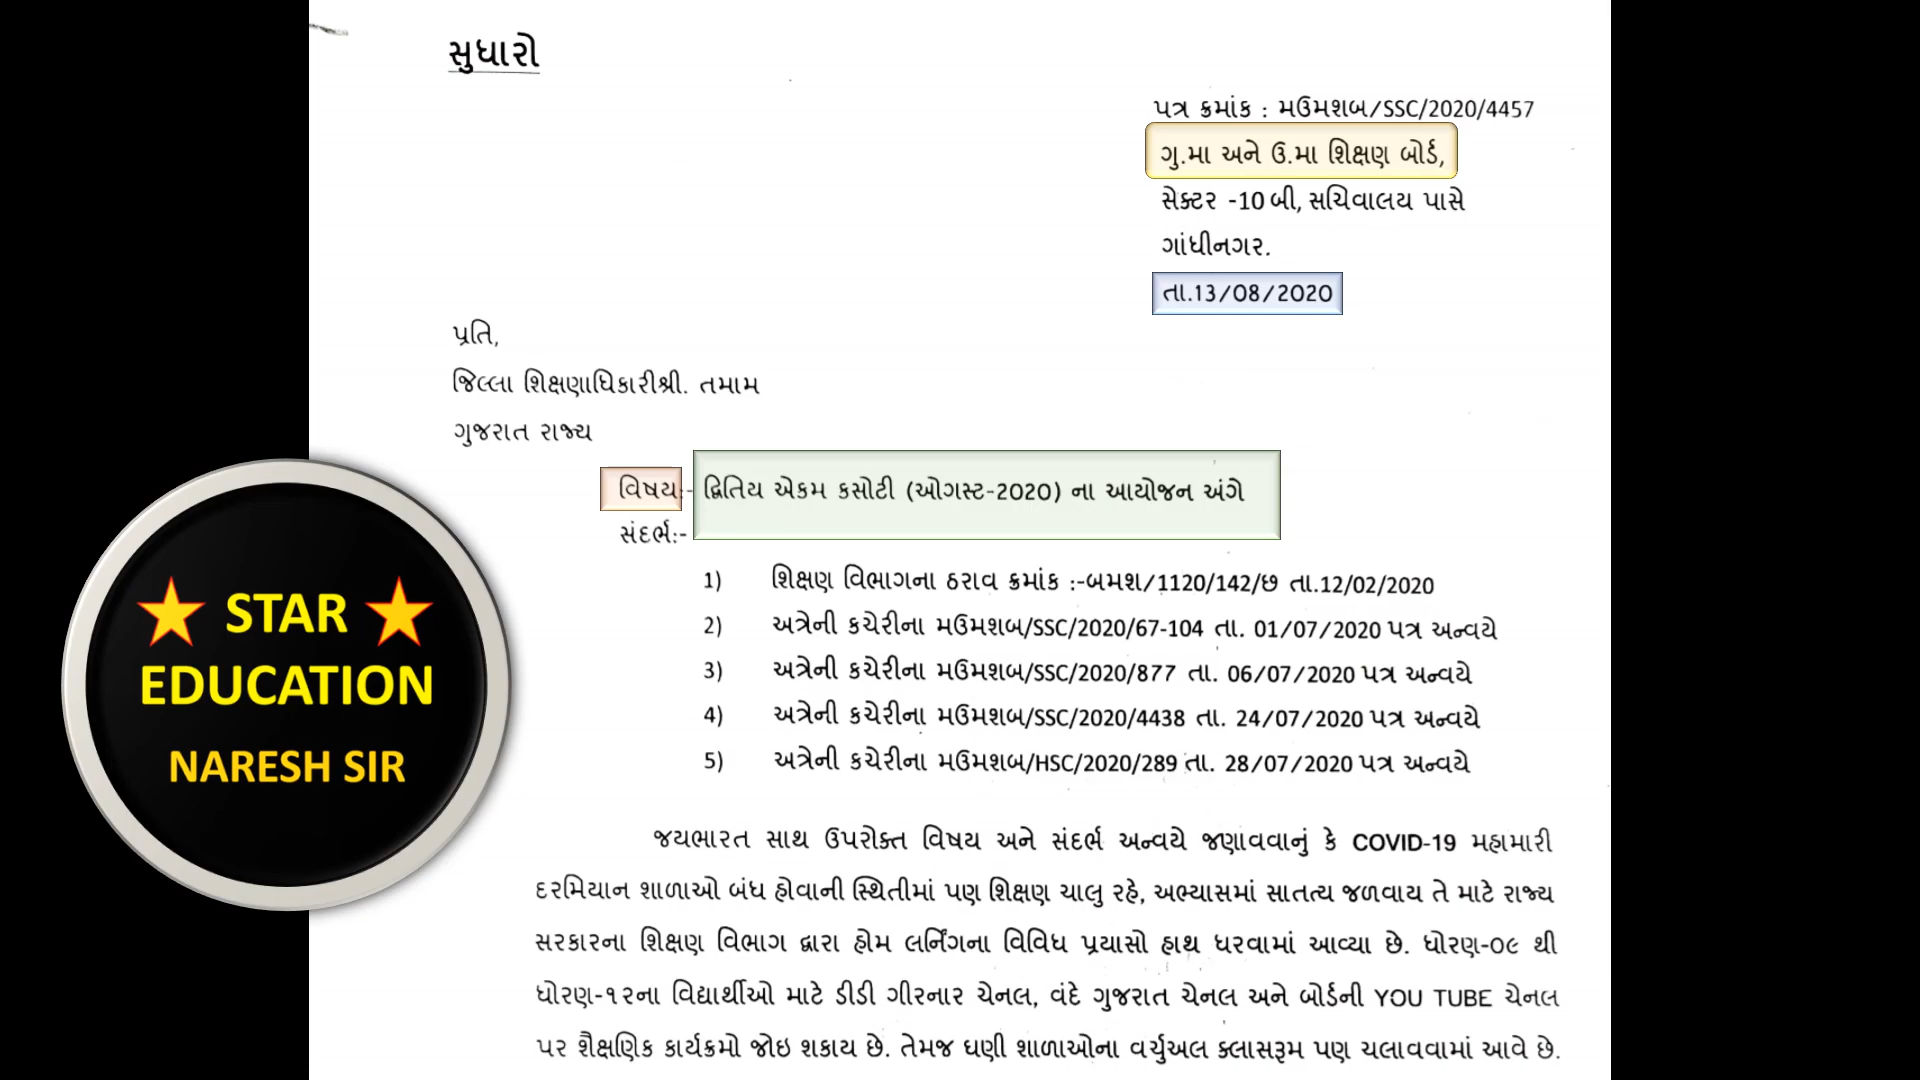 સુધારો
પત્ર ક્રમાંક : મઉમશબ/SSC/2020/4457
ગુ.મા અને ઉ.મા શિક્ષણ બોર્ડ,
સેક્ટર -10 બી, સચિવાલય પાસે
ગાંધીનગર.
તા.13/08/2020
પ્રતિ,
જિલ્લા શિક્ષણાધિકારીશ્રી. તમામ
ગુજરાત રાજ્ય
વિષય:- દ્વિતિય એકમ કસોટી (ઓગસ્ટ-2020) ના આયોજન અંગે
સંદર્ભ:-
1) શિક્ષણ વિભાગના ઠરાવ ક્રમાંક :-બમશ/1120/142/છ તા.12/02/2020
2) અત્રેની કચેરીના મઉમશબ/SSC/2020/67-104 તા. 01/07/2020 પત્ર અન્વયે
3) અત્રેની કચેરીના મઉમશબ/SSC/2020/877 તા. 06/07/2020 પત્ર અન્વયે
4) અત્રેની કચેરીના મઉમશબ/SSC/2020/4438 તા. 24/07/2020 પત્ર અન્વયે
5) અત્રેની કચેરીના મઉમશબ/HSC/2020/289 તા. 28/07/2020 પત્ર અન્વયે
જયભારત સાથ ઉપરોક્ત વિષય અને સંદર્ભ અન્વયે જણાવવાનું કે COVID-19 મહામારી
દરમિયાન શાળાઓ બંધ હોવાની સ્થિતીમાં પણ શિક્ષણ ચાલુ રહે, અભ્યાસમાં સાતત્ય જળવાય તે માટે રાજ્ય
સરકારના શિક્ષણ વિભાગ દ્વારા હોમ લર્નિંગના વિવિધ પ્રયાસો હાથ ધરવામાં આવ્યા છે. ધોરણ-૦૯ થી
ધોરણ-૧૨ના વિદ્યાર્થીઓ માટે ડીડી ગીરનાર ચેનલ, વંદે ગુજરાત ચેનલ અને બોર્ડની YOU TUBE ચેનલ
પર શૈક્ષણિક કાર્યક્રમો જોઇ શકાય છે. તેમજ ઘણી શાળાઓના વર્ચુઅલ ક્લાસરૂમ પણ ચલાવવામાં આવે છે.
STAR
EDUCATION
NARESH SIR